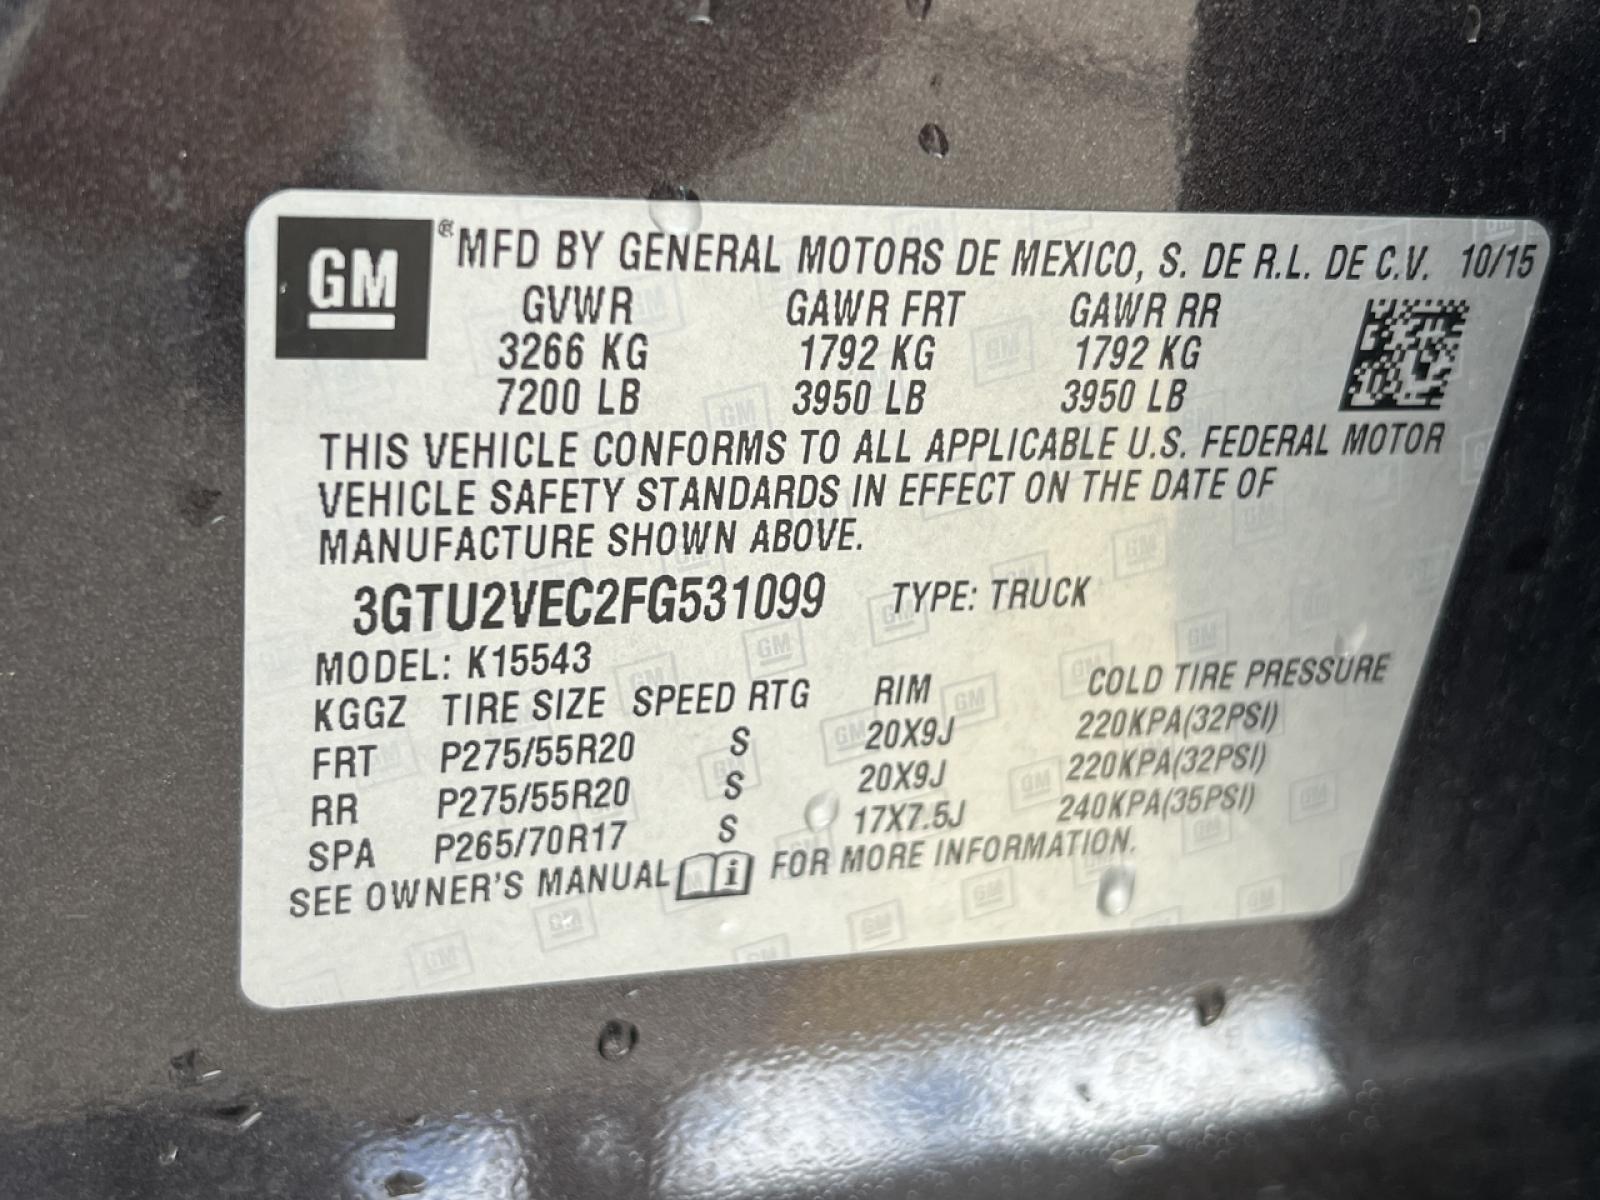 GM ® MFD BY GENERAL MOTORS DE MEXICO, S. DE R.L. DE C.V. 10/15
GVWR GAWR FRT GAWR RR
3266 KG 1792 KG 1792 KG
7200 LB 3950 LB 3950 LB
THIS VEHICLE CONFORMS TO ALL APPLICABLE U.S. FEDERAL MOTOR
VEHICLE SAFETY STANDARDS IN EFFECT ON THE DATE OF
MANUFACTURE SHOWN ABOVE.
3GTU2VEC2FG531099 TYPE: TRUCK
MODEL: K15543
KGGZ TIRE SIZE SPEED RTG RIM COLD TIRE PRESSURE
FRT P275/55R20 S 20X9J 220KPA(32PSI)
RR P275/55R20 S 20X9J 220KPA(32PSI)
SPA P265/70R17 S 17X7.5J 240KPA(35PSI)
SEE OWNER'S MANUAL i FOR MORE INFORMATION.